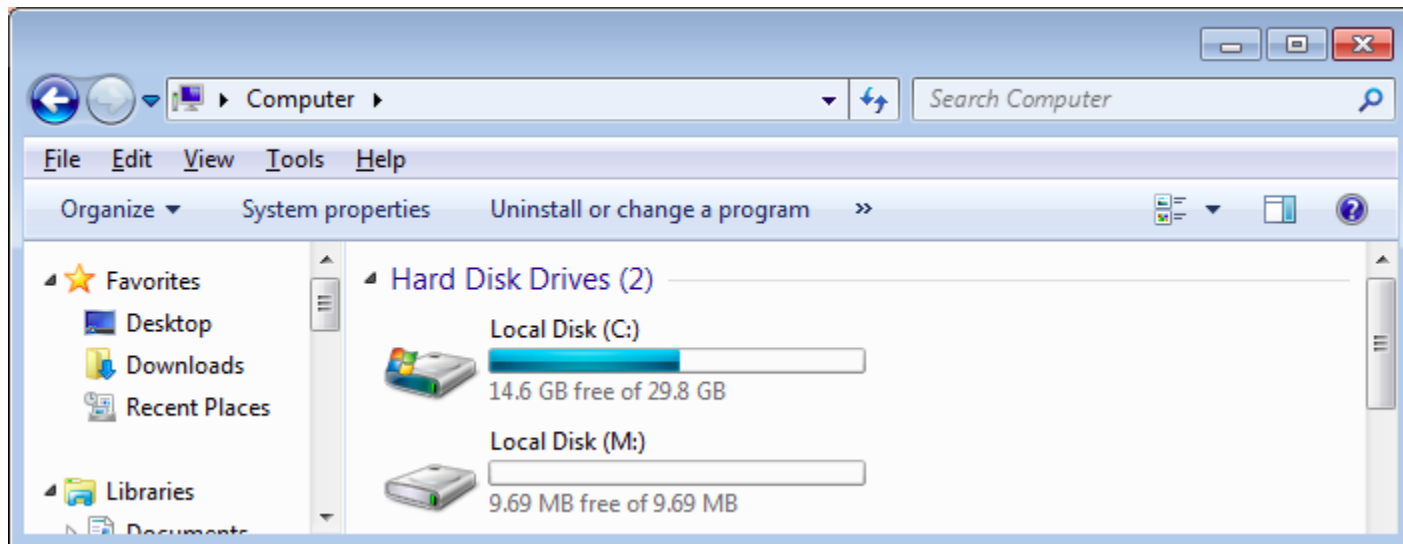 Computer
Search Computer
File Edit View Tools Help
Organize System properties Uninstall or change a program »
Favorites
Desktop
Downloads
Recent Places
Libraries
Documents
Hard Disk Drives (2)
Local Disk (C:)
14.6 GB free of 29.8 GB
Local Disk (M:)
9.69 MB free of 9.69 MB